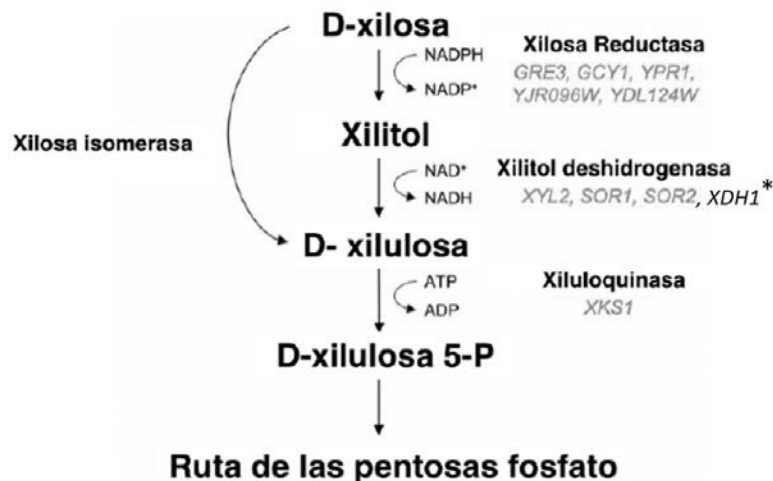 D-xilosa
NADPH
NADP*
Xilosa Reductasa
GRE3, GCY1, YPR1,
YJR096W, YDL124W
Xilosa isomerasa
Xilitol
NAD*
NADH
Xilitol deshidrogenasa
XYL2, SOR1, SOR2, XDH1*
D- xilulosa
ATP
ADP
Xiluloquinasa
XKS1
D-xilulosa 5-P
Ruta de las pentosas fosfato